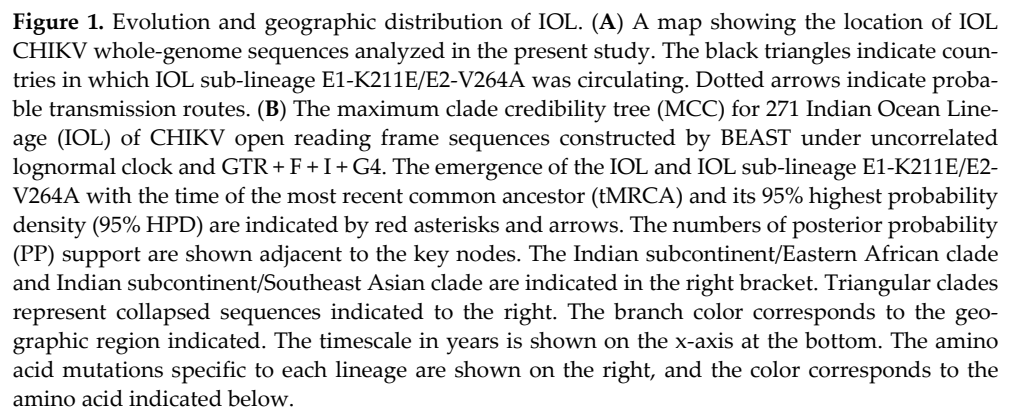 Figure 1. Evolution and geographic distribution of IOL. (A) A map showing the location of IOL
CHIKV whole-genome sequences analyzed in the present study. The black triangles indicate coun-
tries in which IOL sub-lineage E1-K211E/E2-V264A was circulating. Dotted arrows indicate proba-
ble transmission routes. (B) The maximum clade credibility tree (MCC) for 271 Indian Ocean Line-
age (IOL) of CHIKV open reading frame sequences constructed by BEAST under uncorrelated
lognormal clock and GTR + F + I + G4. The emergence of the IOL and IOL sub-lineage E1-K211E/E2-
V264A with the time of the most recent common ancestor (tMRCA) and its 95% highest probability
density (95% HPD) are indicated by red asterisks and arrows. The numbers of posterior probability
(PP) support are shown adjacent to the key nodes. The Indian subcontinent/Eastern African clade
and Indian subcontinent/Southeast Asian clade are indicated in the right bracket. Triangular clades
represent collapsed sequences indicated to the right. The branch color corresponds to the geo-
graphic region indicated. The timescale in years is shown on the x-axis at the bottom. The amino
acid mutations specific to each lineage are shown on the right, and the color corresponds to the
amino acid indicated below.